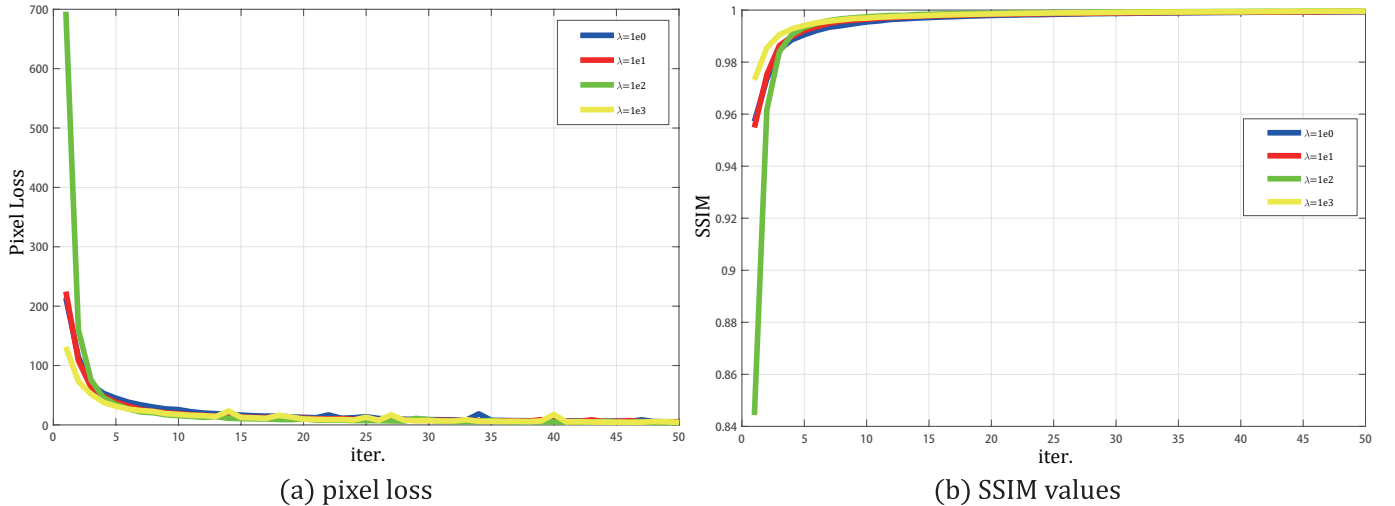 700
600
500
400
300
200
100
0
0 5 10 15 20 25 30 35 40 45 50
Pixel Loss
iter.
λ=1e0
λ=1e1
λ=1e2
λ=1e3
(a) pixel loss
1
0.98
0.96
0.94
0.92
0.9
0.88
0.86
0.84
0 5 10 15 20 25 30 35 40 45 50
SSIM
iter.
λ=1e0
λ=1e1
λ=1e2
λ=1e3
(b) SSIM values